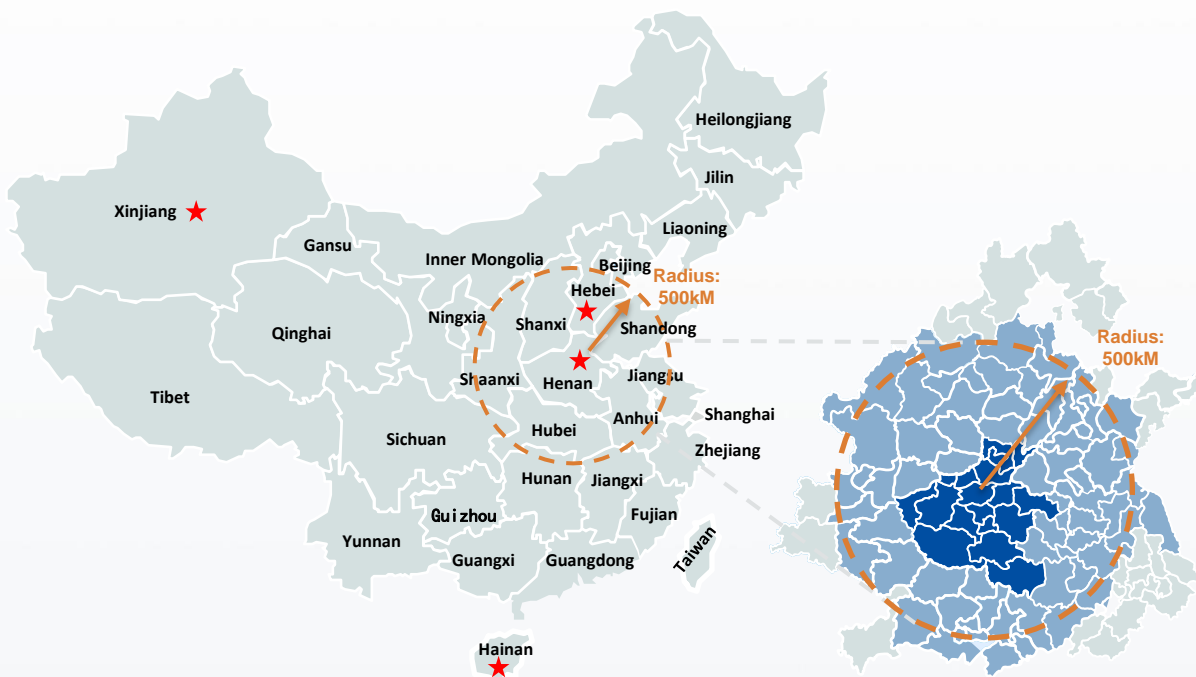 Heilongjiang
Jilin
Xinjiang
Liaoning
Gansu
Inner Mongolia
Beijing
Radius:
500kM
Hebei
Ningxia
Shanxi
Shandong
Qinghai
Radius:
500kM
Shaanxi
Henan
Jiangsu
Tibet
Shanghai
Anhui
Hubei
Sichuan
Zhejiang
Hunan
Jiangxi
Guizhou
Fujian
Yunnan
Guangxi
Guangdong
Taiwan
Hainan